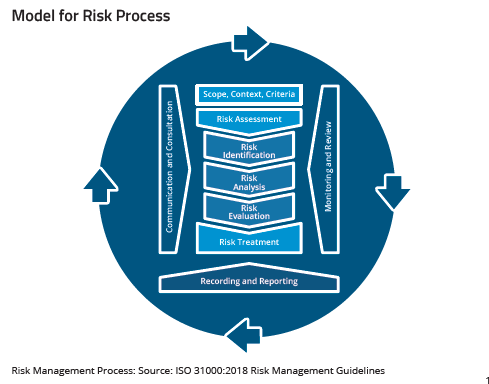 Model for Risk Process
Scope, Context, Criteria
Risk Assessment
Risk
Identification
Risk
Analysis
Risk
Evaluation
Risk Treatment
Communication and Consultation
Monitoring and Review
Recording and Reporting
Risk Management Process: Source: ISO 31000:2018 Risk Management Guidelines
1